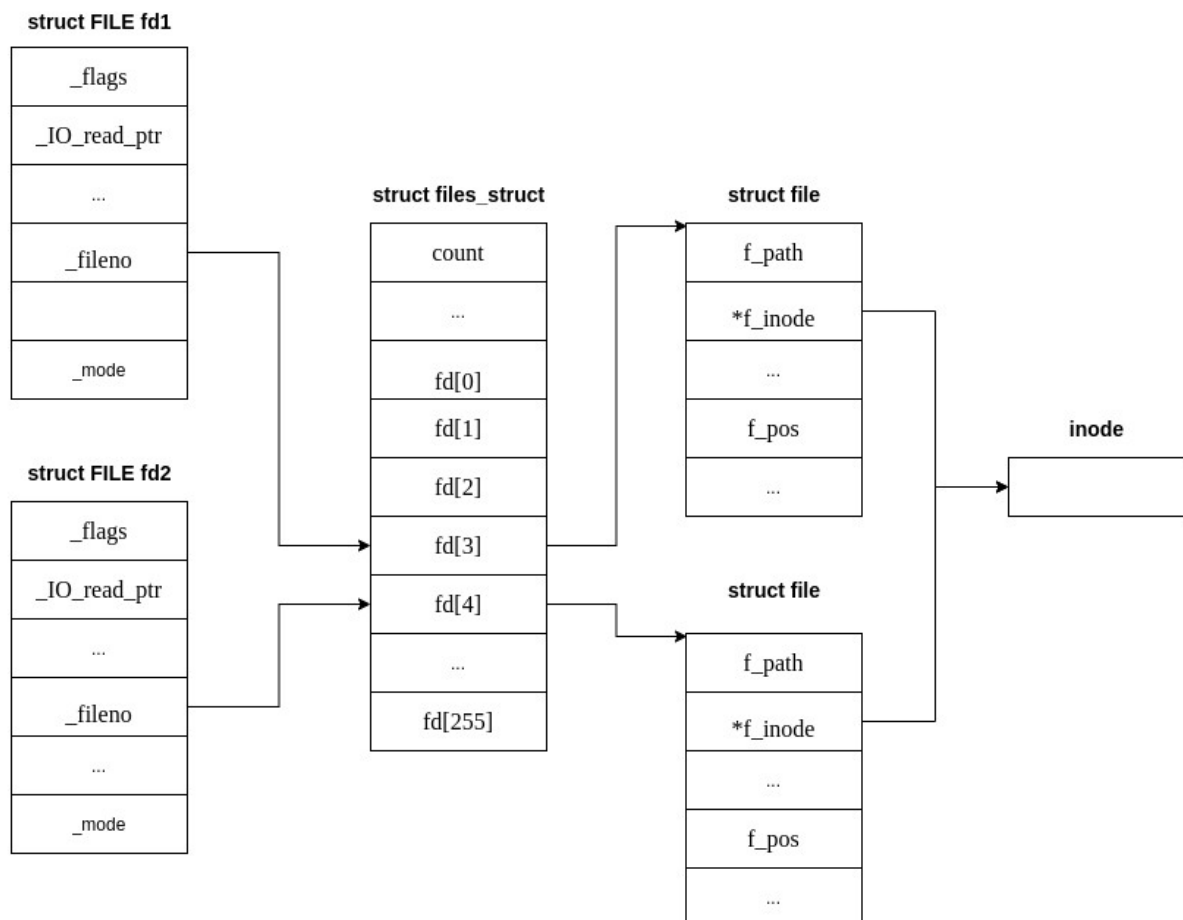 struct FILE fd1
_flags
_IO_read_ptr
...
_fileno
_mode
struct FILE fd2
_flags
_IO_read_ptr
...
_fileno
...
_mode
struct files_struct
count
...
fd[0]
fd[1]
fd[2]
fd[3]
fd[4]
...
fd[255]
struct file
f_path
*f_inode
...
f_pos
...
struct file
f_path
*f_inode
...
f_pos
...
inode